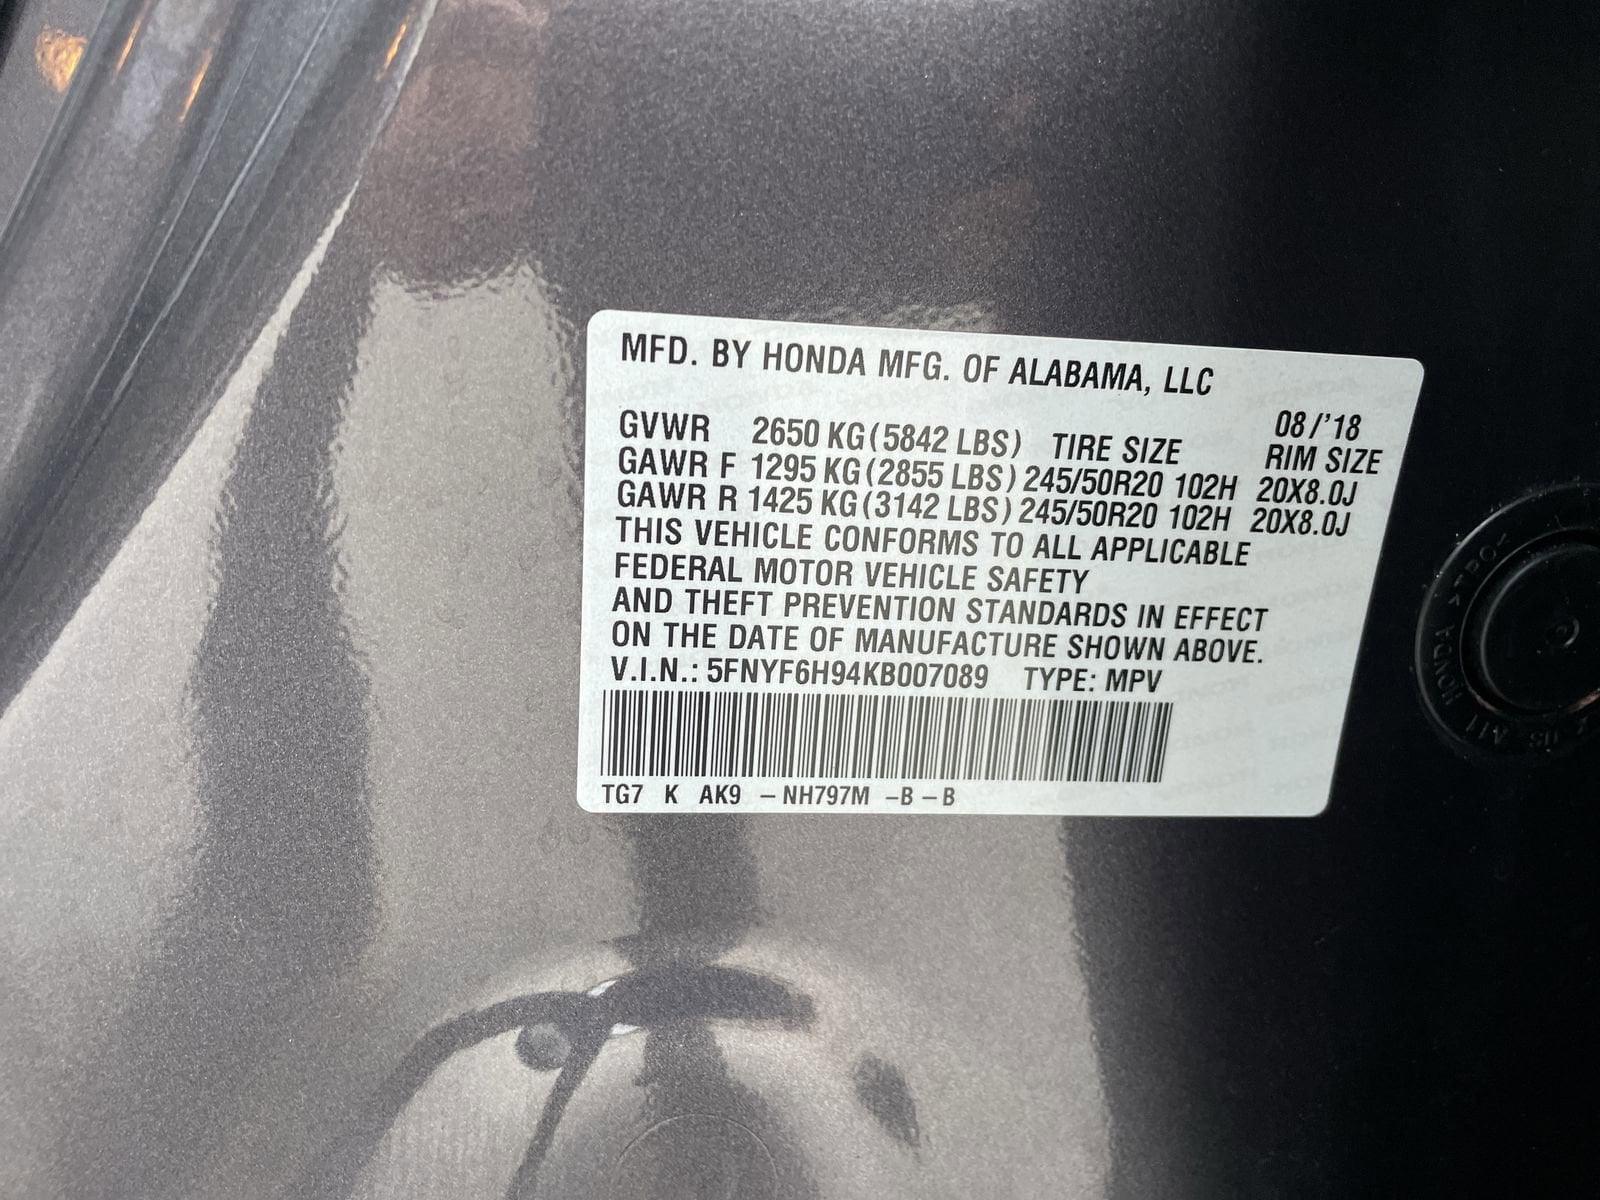 MFD. BY HONDA MFG. OF ALABAMA, LLC
08/'18
GVWR 2650 KG(5842 LBS) TIRE SIZE RIM SIZE
GAWR F 1295 KG(2855 LBS) 245/50R20 102H 20X8.0J
GAWR R 1425 KG(3142 LBS) 245/50R20 102H 20X8.0J
THIS VEHICLE CONFORMS TO ALL APPLICABLE
FEDERAL MOTOR VEHICLE SAFETY
AND THEFT PREVENTION STANDARDS IN EFFECT
ON THE DATE OF MANUFACTURE SHOWN ABOVE.
V.I.N.: 5FNYF6H94KB007089 TYPE: MPV
TG7 K AK9 -NH797M -B-B
HONDA >TPO<